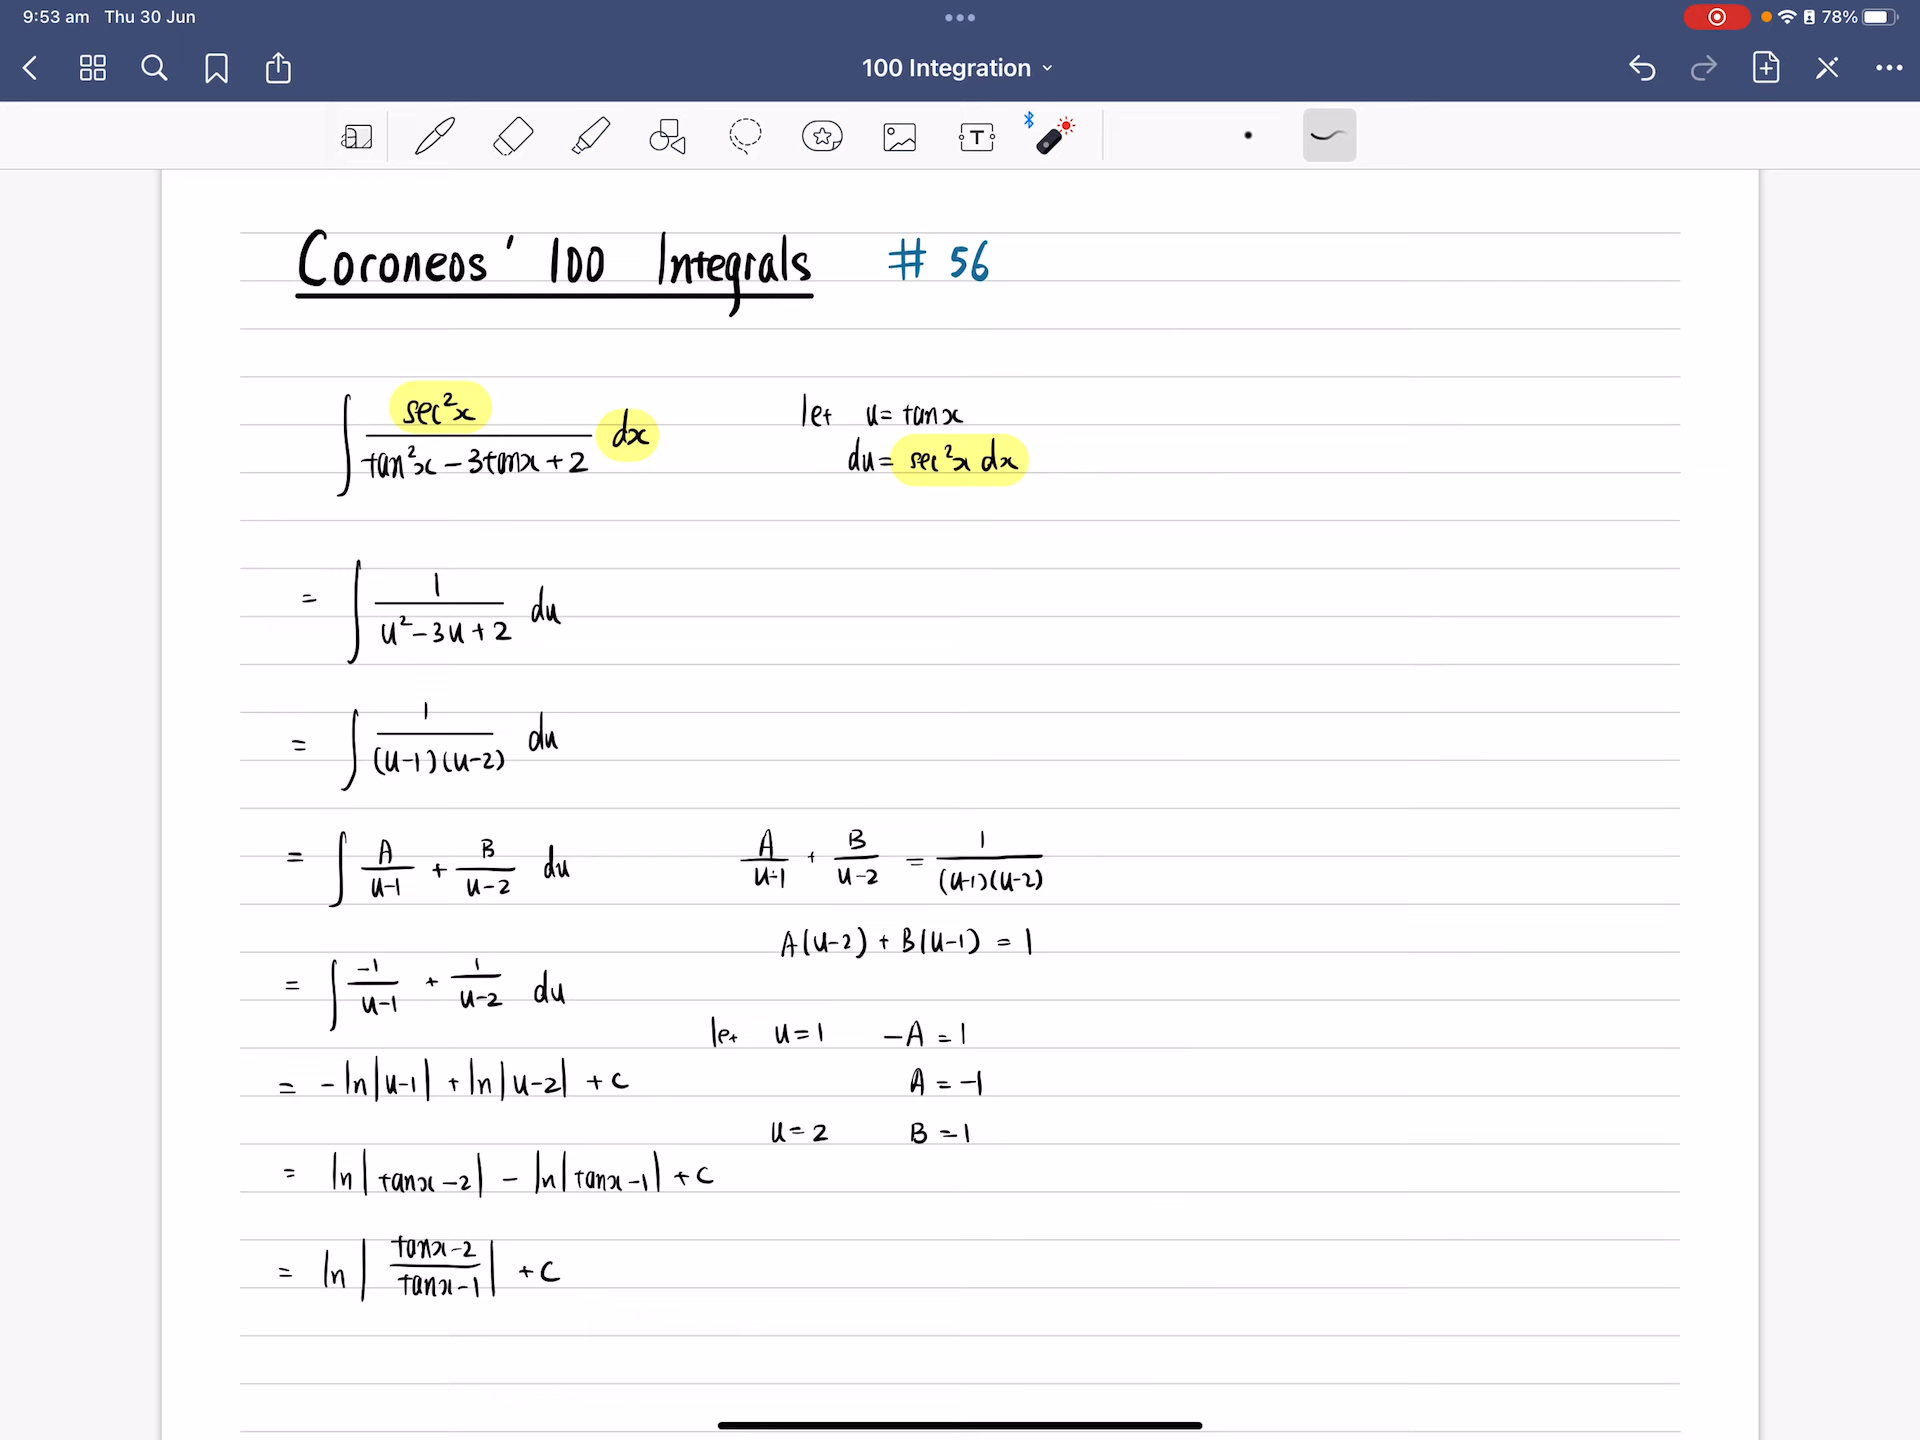 9:53 am Thu 30 Jun
78%
100 Integration
T
Coroneos' 100 Integrals # 56
∫ sec²x / (tan²x − 3tanx + 2) dx
let u = tanx
du = sec²x dx
= ∫ 1 / (u² − 3u + 2) du
= ∫ 1 / ((u−1)(u−2)) du
= ∫ A/(u−1) + B/(u−2) du
A/(u−1) + B/(u−2) = 1/((u−1)(u−2))
A(u−2) + B(u−1) = 1
= ∫ −1/(u−1) + 1/(u−2) du
let u = 1 −A = 1
= −ln|u−1| + ln|u−2| + c
A = −1
u = 2 B = 1
= ln|tanx−2| − ln|tanx−1| + c
= ln|(tanx−2)/(tanx−1)| + c